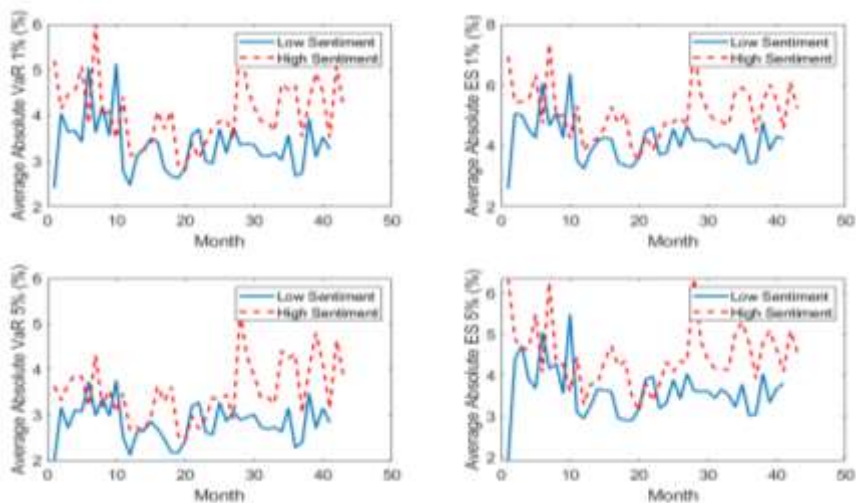 Average Absolute VaR 1% (%)
6
5
4
3
2
Low Sentiment
High Sentiment
0
10
20
30
40
50
Month
Average Absolute ES 1% (%)
8
6
4
2
Low Sentiment
High Sentiment
0
10
20
30
40
50
Month
Average Absolute VaR 5% (%)
6
5
4
3
2
Low Sentiment
High Sentiment
0
10
20
30
40
50
Month
Average Absolute ES 5% (%)
6
5
4
3
2
Low Sentiment
High Sentiment
0
10
20
30
40
50
Month